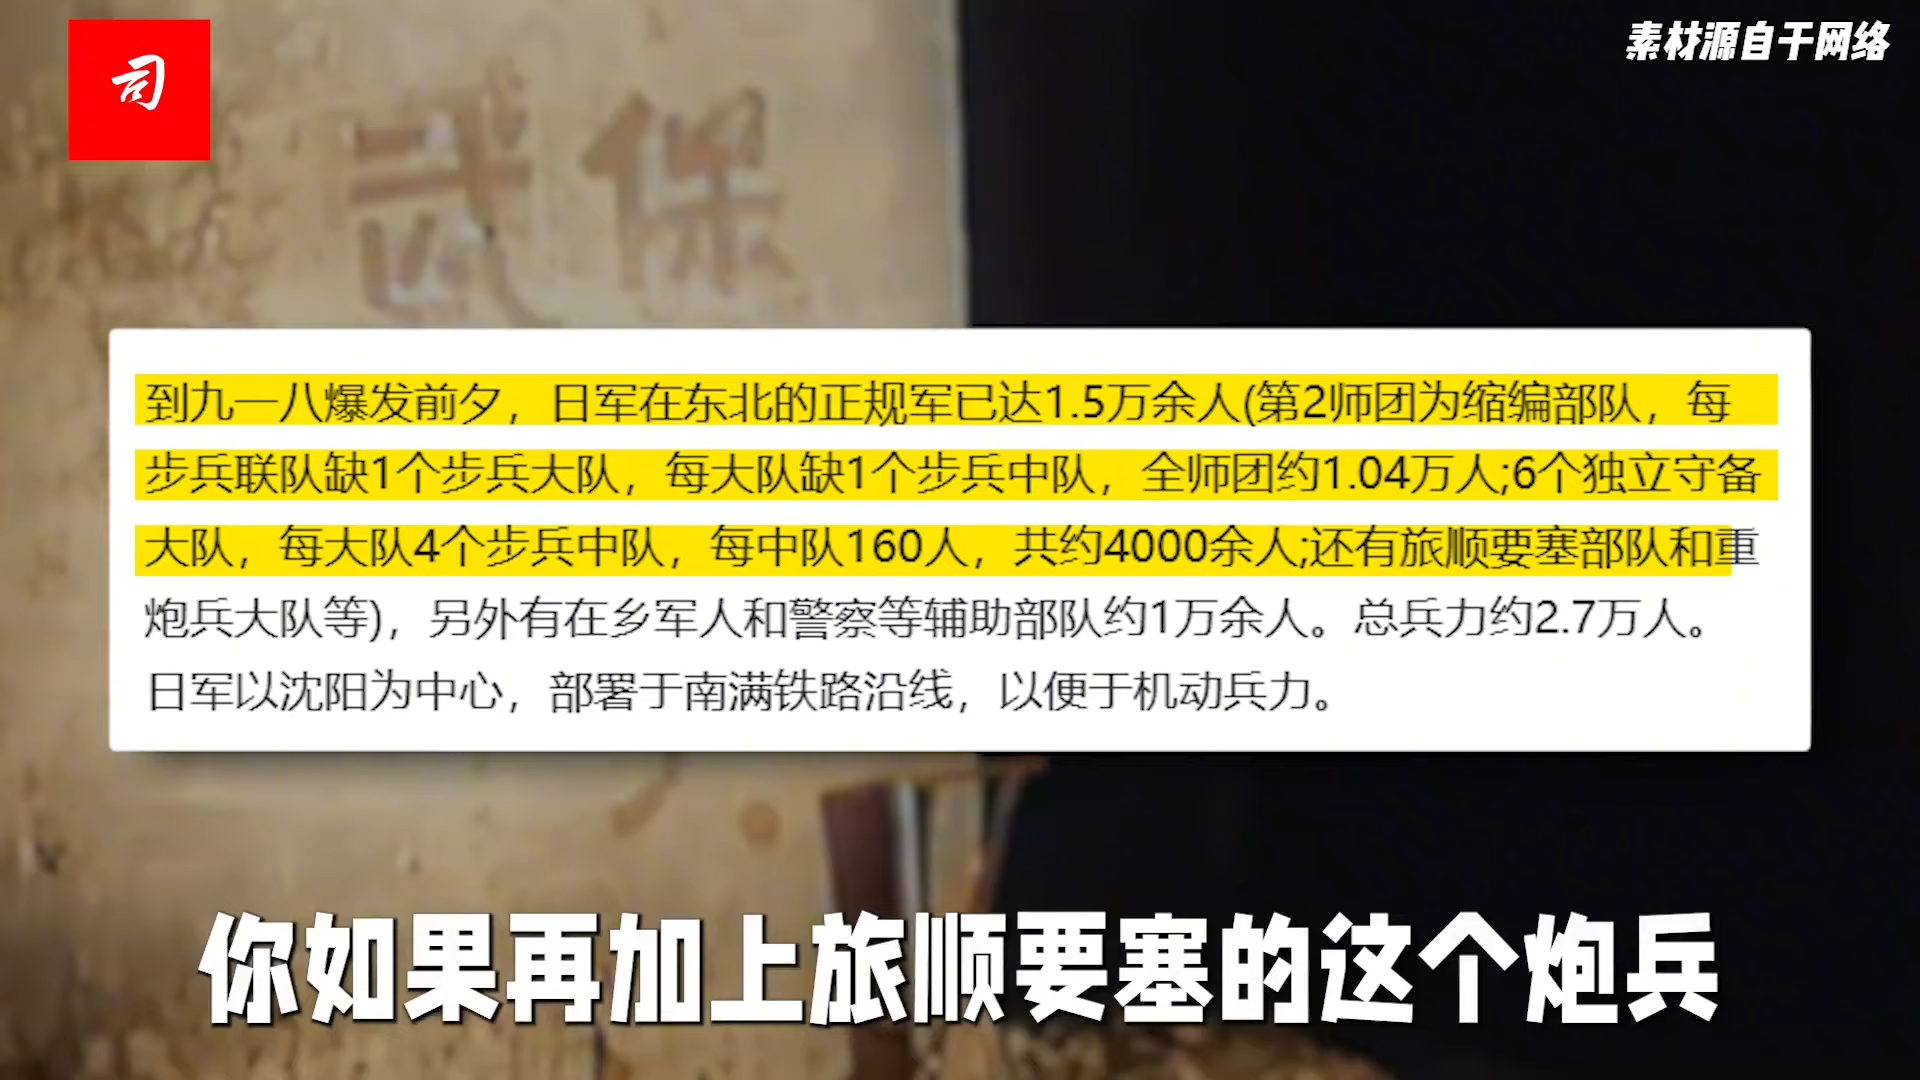 司
素材源自于网络
武保
到九一八爆发前夕，日军在东北的正规军已达1.5万余人(第2师团为缩编部队，每
步兵联队缺1个步兵大队，每大队缺1个步兵中队，全师团约1.04万人;6个独立守备
大队，每大队4个步兵中队，每中队160人，共约4000余人;还有旅顺要塞部队和重
炮兵大队等)，另外有在乡军人和警察等辅助部队约1万余人。总兵力约2.7万人。
日军以沈阳为中心，部署于南满铁路沿线，以便于机动兵力。
你如果再加上旅顺要塞的这个炮兵